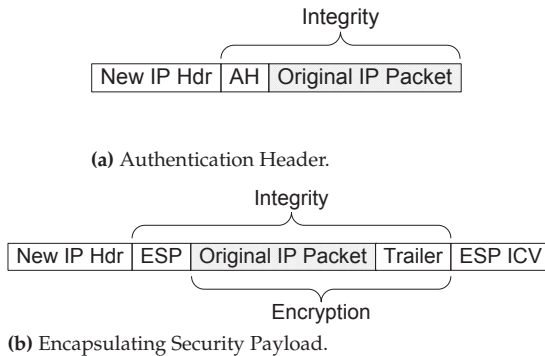 Integrity
New IP Hdr AH Original IP Packet
(a) Authentication Header.
Integrity
New IP Hdr ESP Original IP Packet Trailer ESP ICV
Encryption
(b) Encapsulating Security Payload.